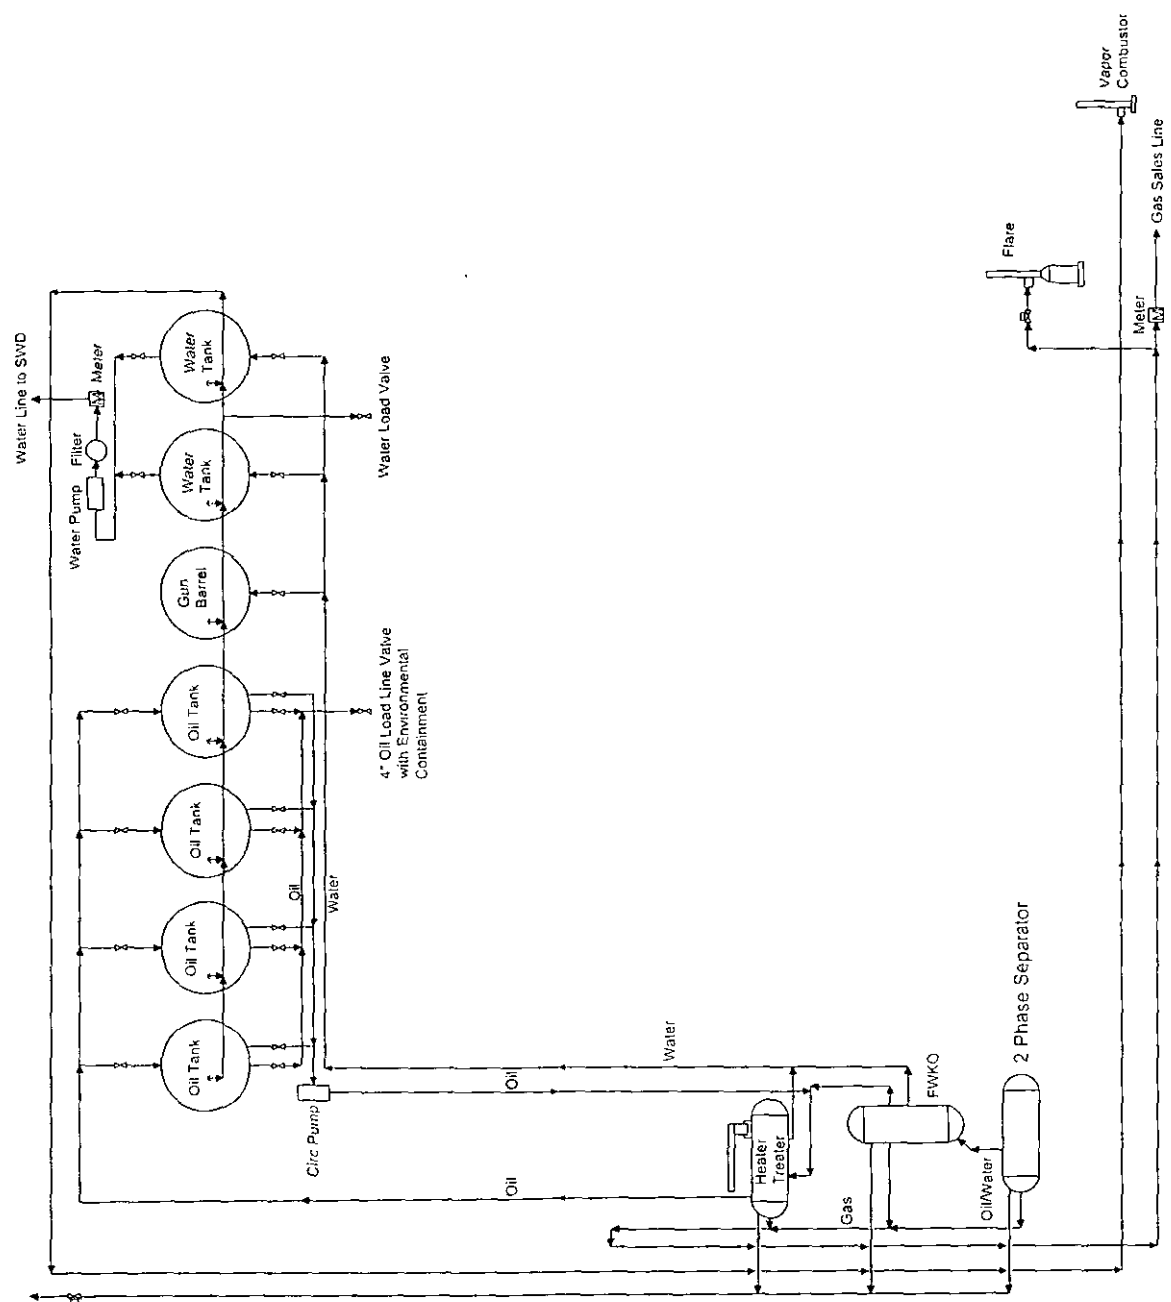 Vapor
Combustor
Gas Sales Line
Flare
Meter
Water Line to SWD
Meter
Filter
Water Pump
Water
Tank
Water
Tank
Water Load Valve
Gun
Barrel
Oil Tank
Oil Tank
Oil Tank
Oil Tank
4" Oil Load Line Valve
with Environmental
Containment
Oil
Water
Circ Pump
Oil
Oil
Water
Heater
Treater
FWKO
2 Phase Separator
Gas
Oil/Water
M
M